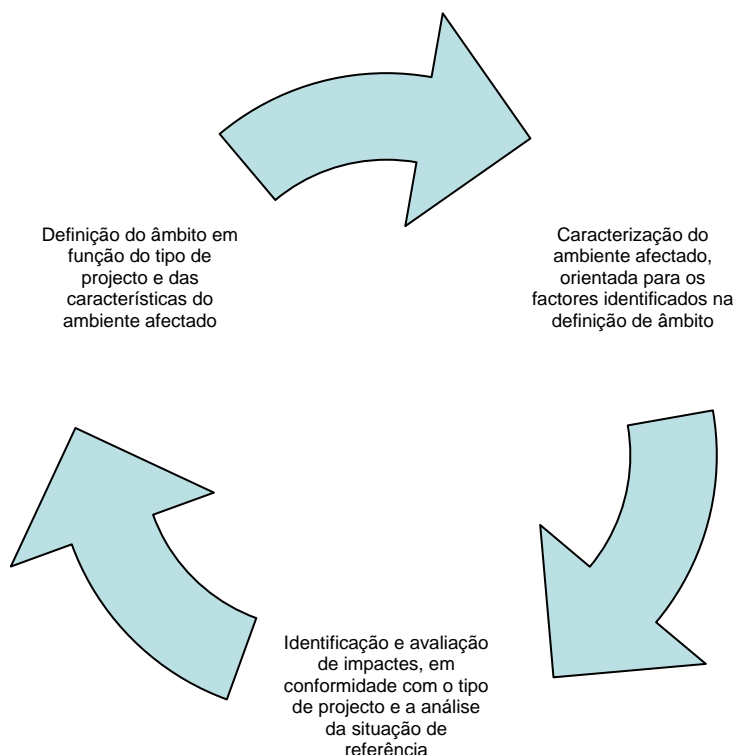 Definição do âmbito em
função do tipo de
projecto e das
características do
ambiente afectado
Caracterização do
ambiente afectado,
orientada para os
factores identificados na
definição de âmbito
Identificação e avaliação
de impactes, em
conformidade com o tipo
de projecto e a análise
da situação de
referência